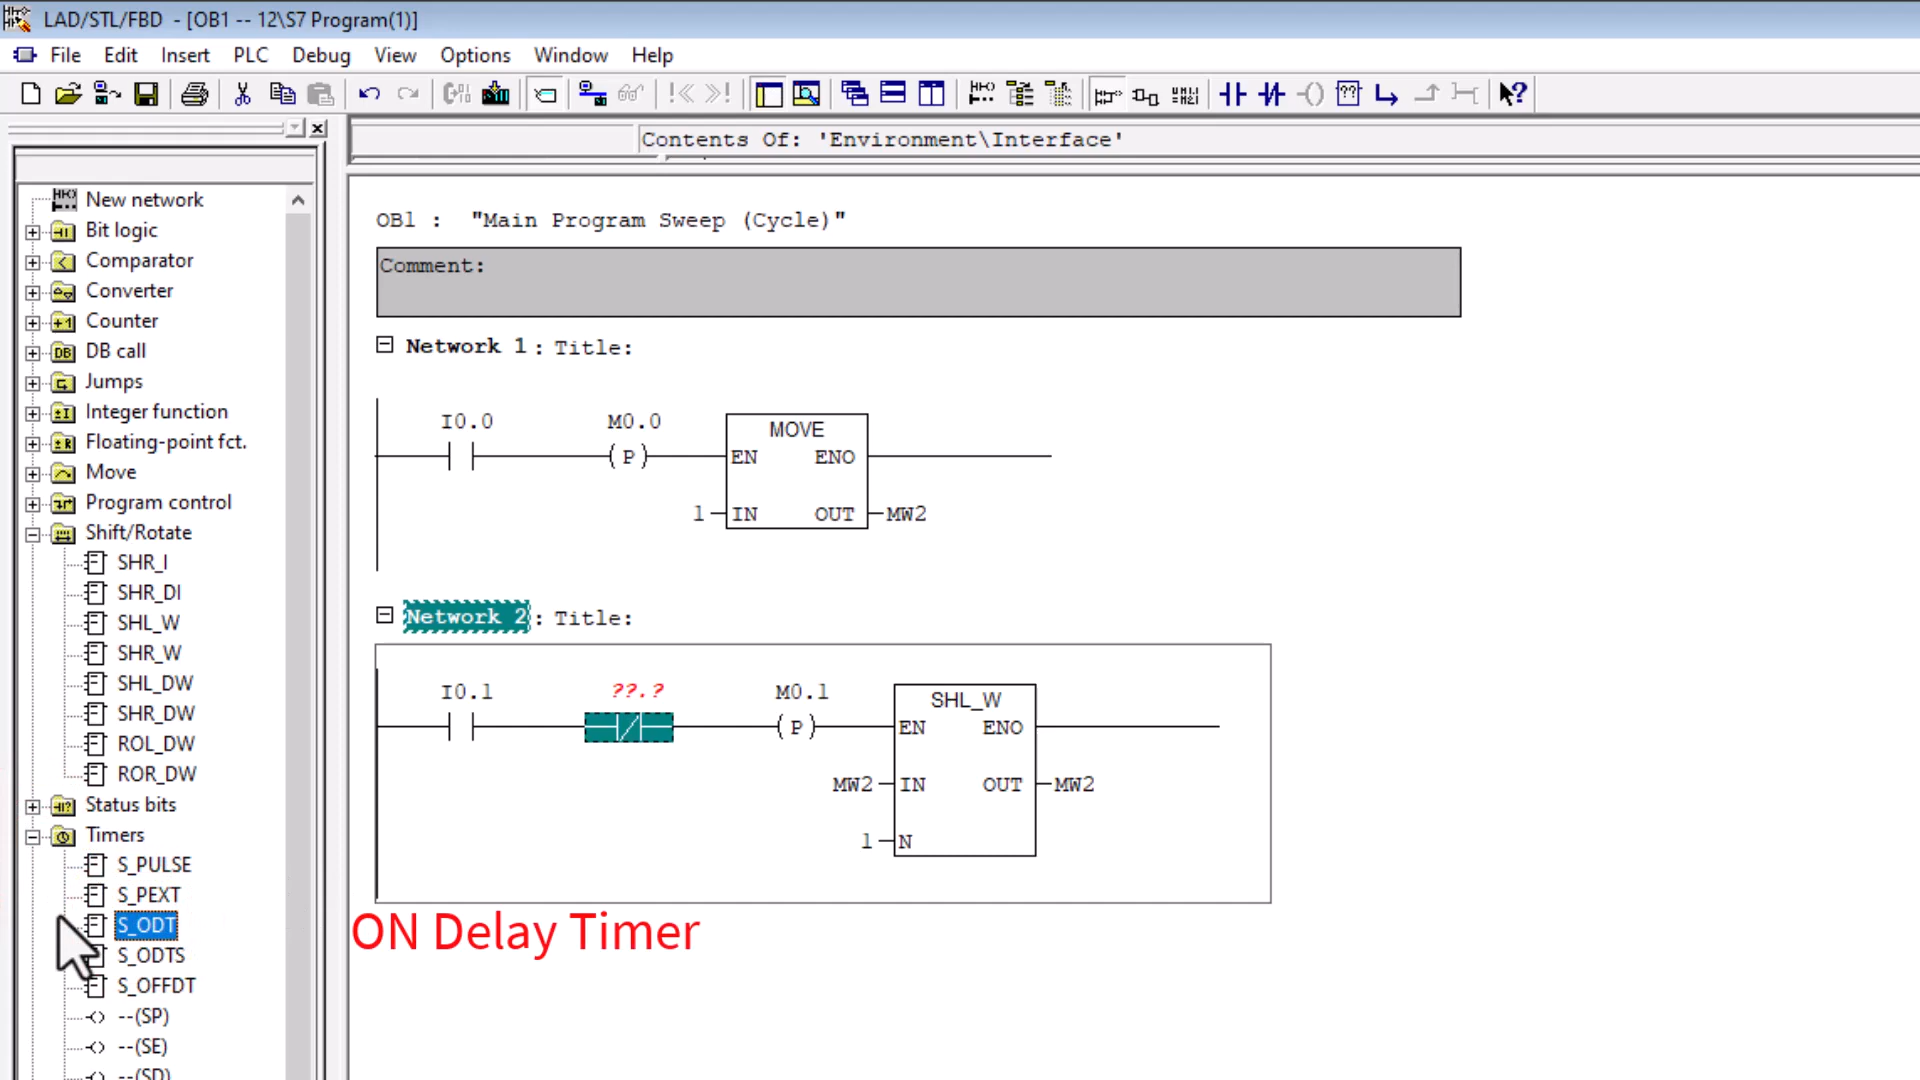 LAD/STL/FBD - [OB1 -- 12\S7 Program(1)]
File Edit Insert PLC Debug View Options Window Help
Contents Of: 'Environment\Interface'
New network
Bit logic
Comparator
Converter
Counter
DB call
Jumps
Integer function
Floating-point fct.
Move
Program control
Shift/Rotate
SHR_I
SHR_DI
SHL_W
SHR_W
SHL_DW
SHR_DW
ROL_DW
ROR_DW
Status bits
Timers
S_PULSE
S_PEXT
S_ODT
S_ODTS
S_OFFDT
--(SP)
--(SE)
--(SD)
OB1 : "Main Program Sweep (Cycle)"
Comment:
Network 1: Title:
I0.0 M0.0
MOVE
(P) EN ENO
1 IN OUT MW2
Network 2: Title:
I0.1 ??.? M0.1
SHL_W
(P) EN ENO
MW2 IN OUT MW2
1 N
ON Delay Timer